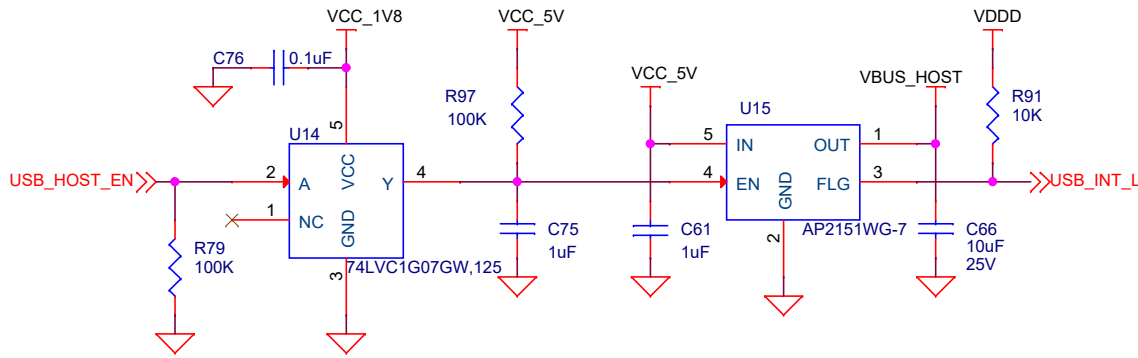 VCC_1V8
VCC_5V
VDDD
C76
0.1uF
VCC_5V
VBUS_HOST
R97
100K
R91
10K
5
U14
U15
USB_HOST_EN
2
A
VCC
Y
4
5
IN
OUT
1
4
EN
FLG
3
USB_INT_L
1
NC
GND
GND
R79
100K
3
74LVC1G07GW,125
C75
1uF
C61
1uF
2
AP2151WG-7
C66
10uF
25V